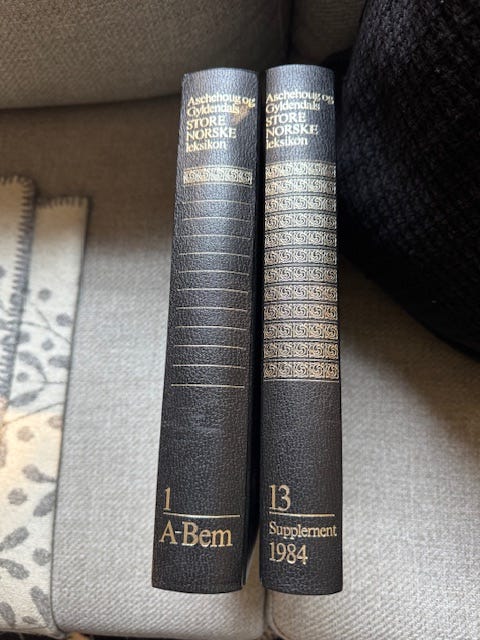 Aschehoug og
Gyldendals
STORE
NORSKE
leksikon
1
A-Bem
Aschehoug og
Gyldendals
STORE
NORSKE
leksikon
13
Supplement
1984